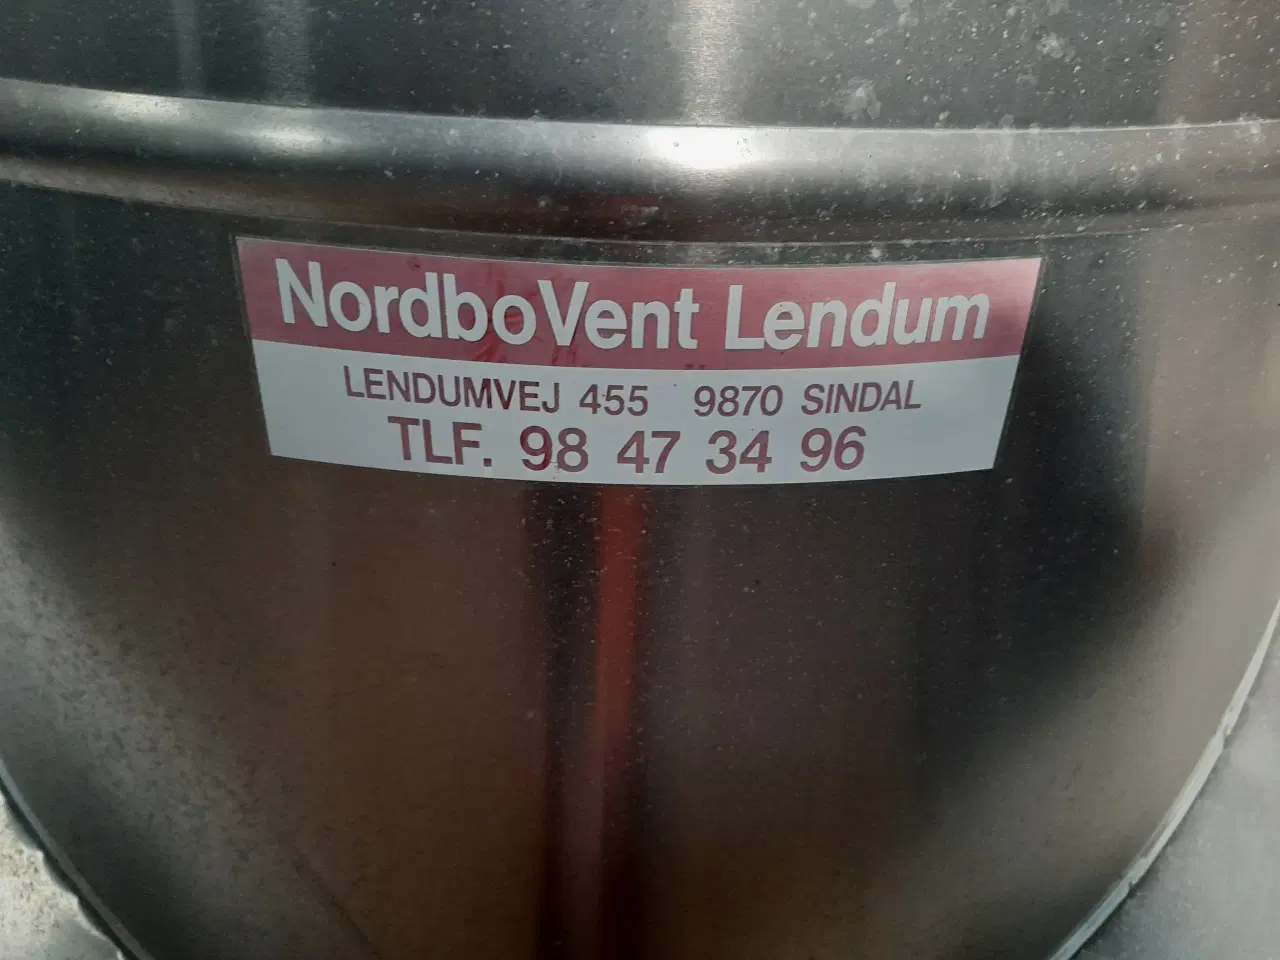 NordboVent Lendum
LENDUMVEJ 455 9870 SINDAL
TLF. 98 47 34 96